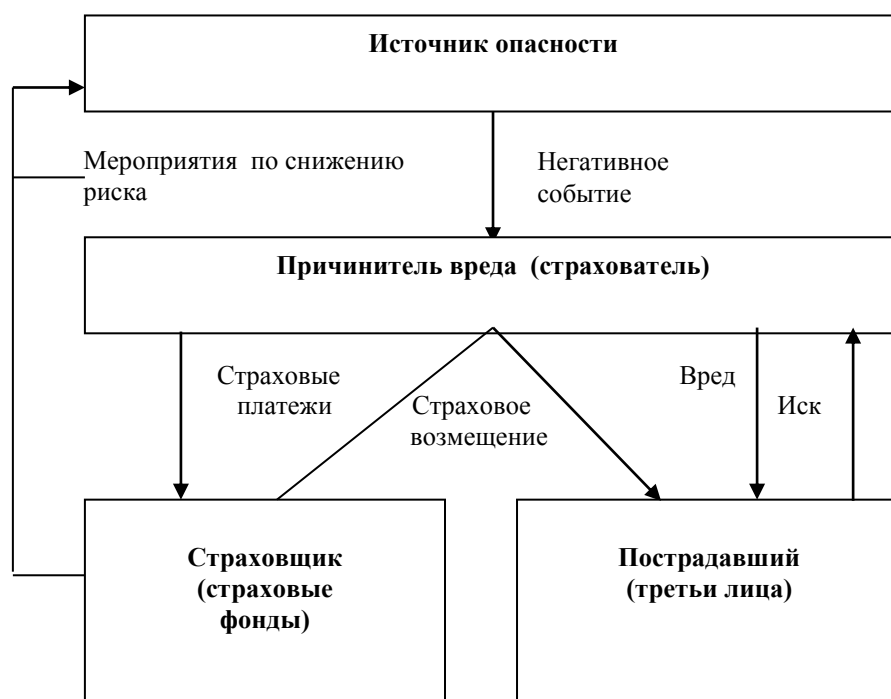 Источник опасности
Мероприятия по снижению
риска
Негативное
событие
Причинитель вреда (страхователь)
Страховые
платежи
Страховое
возмещение
Вред
Иск
Страховщик
(страховые
фонды)
Пострадавший
(третьи лица)